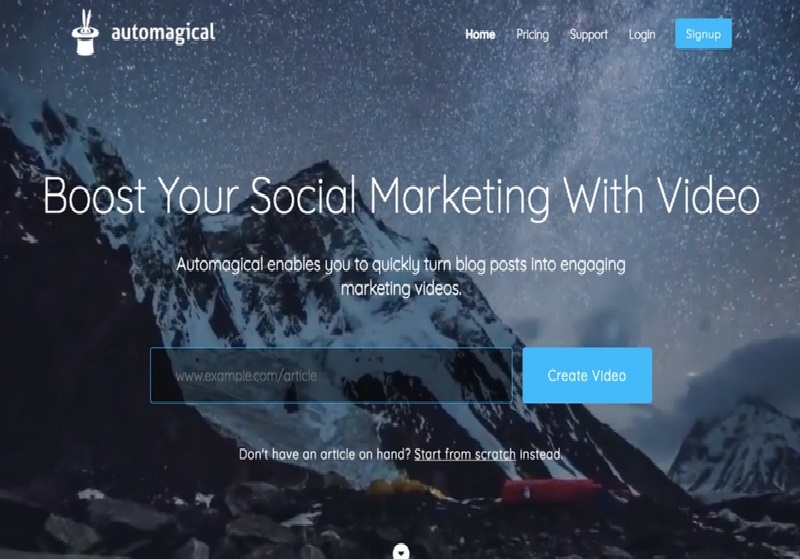 automagical
Home Pricing Support Login Signup
Boost Your Social Marketing With Video
Automagical enables you to quickly turn blog posts into engaging
marketing videos.
www.example.com/article Create Video
Don't have an article on hand? Start from scratch instead.